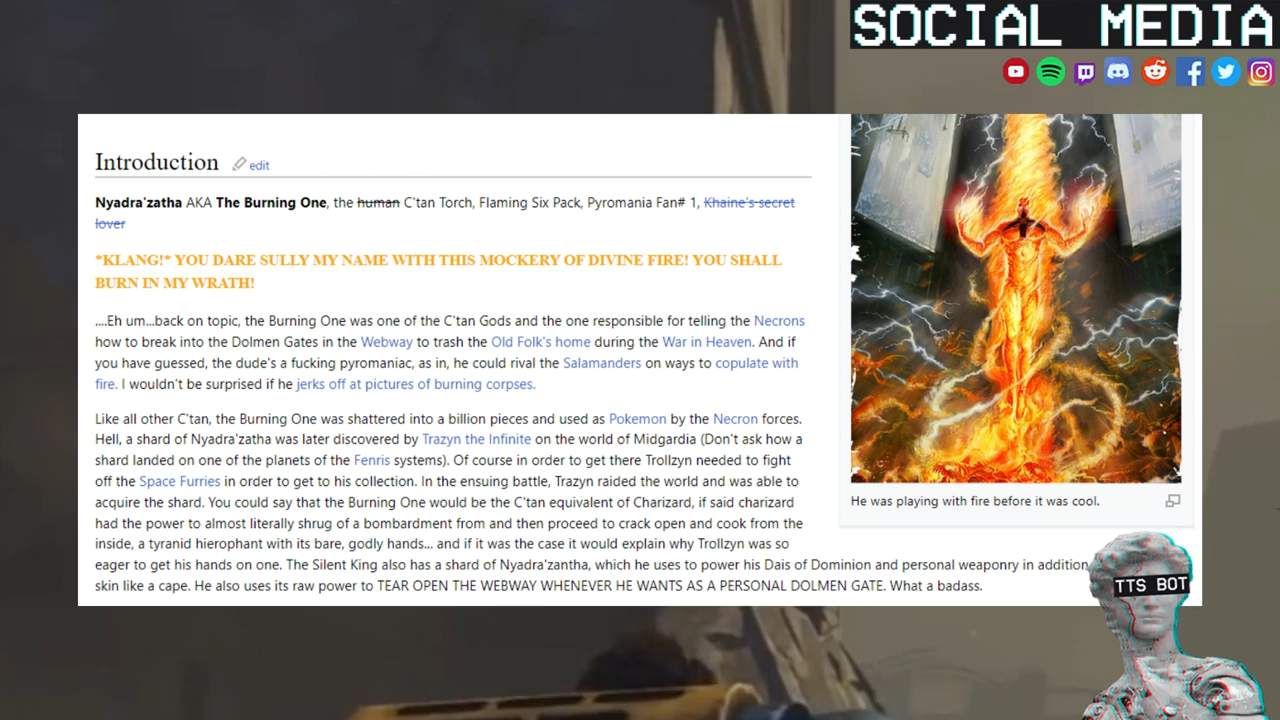 SOCIAL MEDIA
Introduction edit
Nyadra'zatha AKA The Burning One, the human C'tan Torch, Flaming Six Pack, Pyromania Fan# 1, Khaine's secret
lover
*KLANG!* YOU DARE SULLY MY NAME WITH THIS MOCKERY OF DIVINE FIRE! YOU SHALL
BURN IN MY WRATH!
....Eh um...back on topic, the Burning One was one of the C'tan Gods and the one responsible for telling the Necrons
how to break into the Dolmen Gates in the Webway to trash the Old Folk's home during the War in Heaven. And if
you have guessed, the dude's a fucking pyromaniac, as in, he could rival the Salamanders on ways to copulate with
fire. I wouldn't be surprised if he jerks off at pictures of burning corpses.
Like all other C'tan, the Burning One was shattered into a billion pieces and used as Pokemon by the Necron forces.
Hell, a shard of Nyadra'zatha was later discovered by Trazyn the Infinite on the world of Midgardia (Don't ask how a
shard landed on one of the planets of the Fenris systems). Of course in order to get there Trollzyn needed to fight
off the Space Furries in order to get to his collection. In the ensuing battle, Trazyn raided the world and was able to
acquire the shard. You could say that the Burning One would be the C'tan equivalent of Charizard, if said charizard
had the power to almost literally shrug of a bombardment from and then proceed to crack open and cook from the
inside, a tyranid hierophant with its bare, godly hands... and if it was the case it would explain why Trollzyn was so
eager to get his hands on one. The Silent King also has a shard of Nyadra'zantha, which he uses to power his Dais of Dominion and personal weaponry in addition
skin like a cape. He also uses its raw power to TEAR OPEN THE WEBWAY WHENEVER HE WANTS AS A PERSONAL DOLMEN GATE. What a badass.
He was playing with fire before it was cool.
TTS BOT